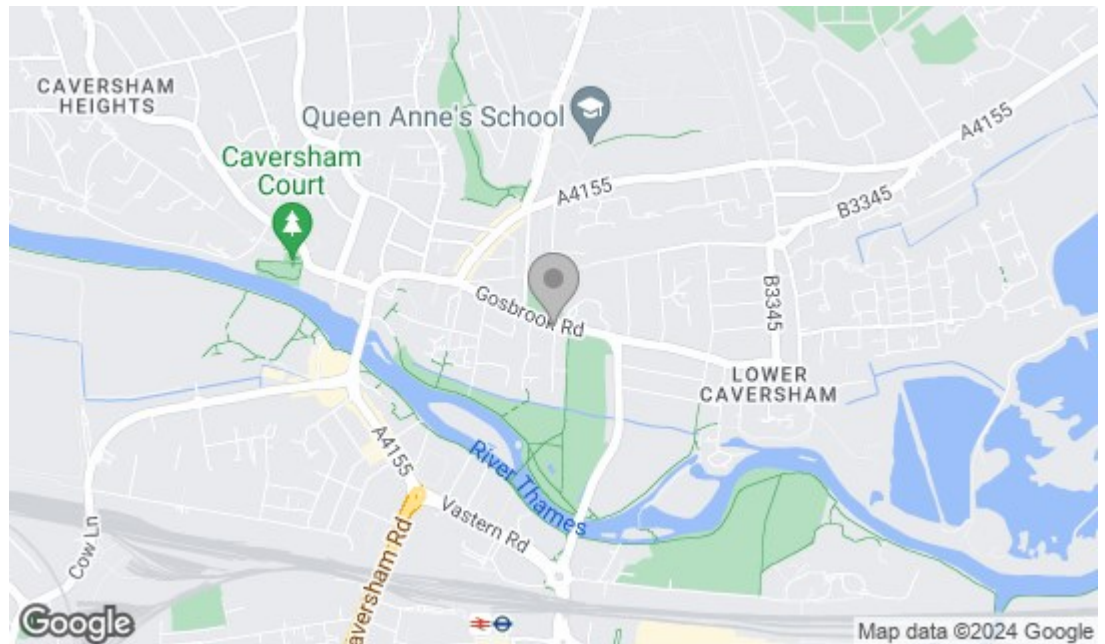 CAVERSHAM
HEIGHTS
Queen Anne's School
A4155
Caversham
Court
A4155
B3345
Gosbrook Rd
B3345
LOWER
CAVERSHAM
A4155
River Thames
Vastern Rd
Cow Ln
Caversham Rd
Google
Map data ©2024 Google